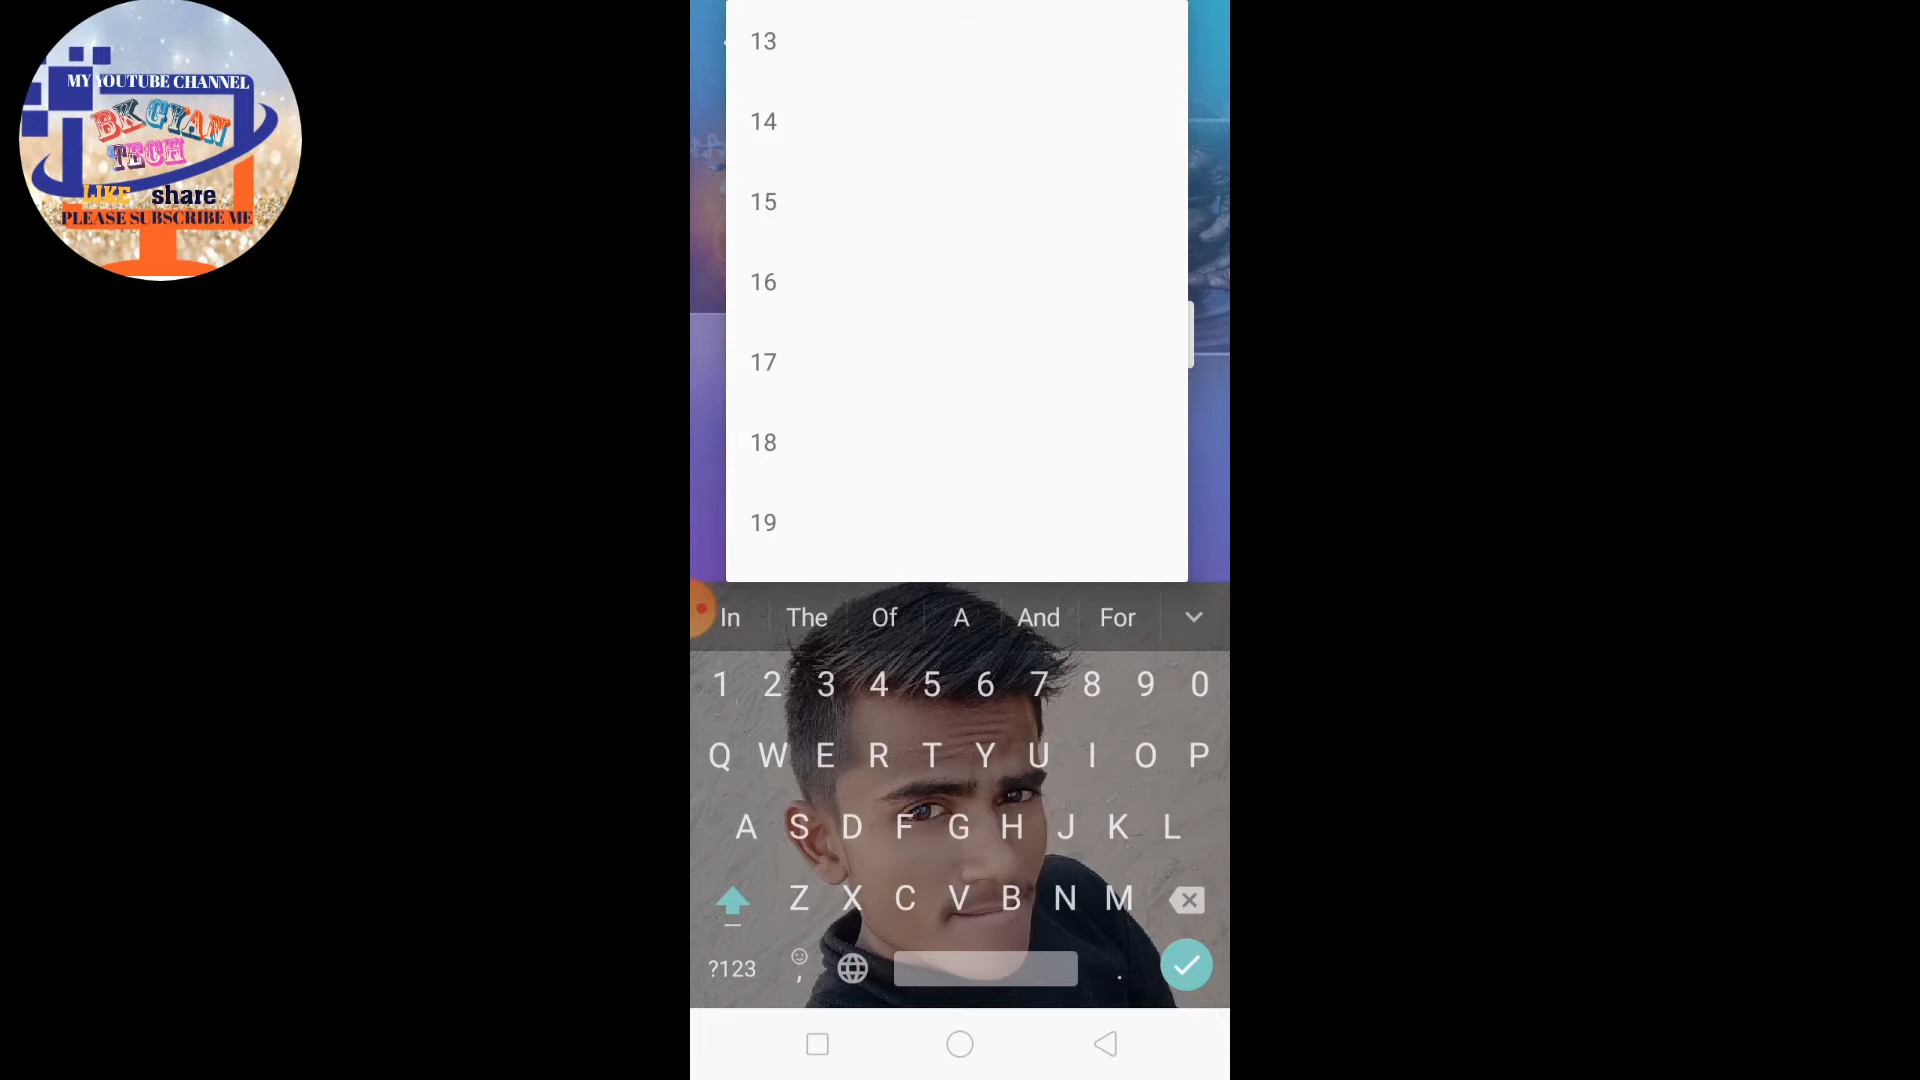 MY YOUTUBE CHANNEL
BK GYAN
TECH
LIKE share
PLEASE SUBSCRIBE ME
13
14
15
16
17
18
19
In The Of A And For
1 2 3 4 5 6 7 8 9 0
Q W E R T Y U I O P
A S D F G H J K L
Z X C V B N M
?123 , .